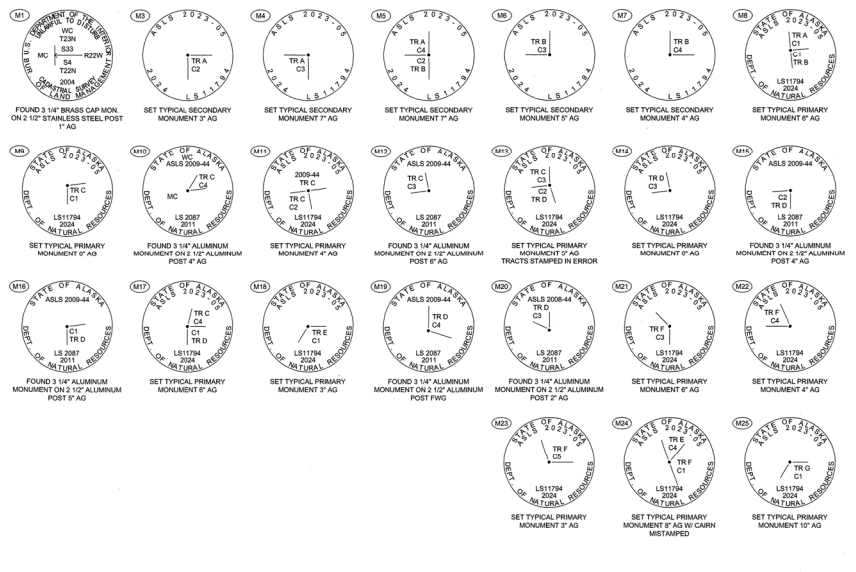 M1
U.S. DEPARTMENT OF THE INTERIOR
UNLAWFUL TO DISTURB
WC
T23N
S33
MC
R22W
S4
T22N
2004
CADASTRAL SURVEY
BUR. OF LAND MANAGEMENT
FOUND 3 1/4" BRASS CAP MON.
ON 2 1/2" STAINLESS STEEL POST
1" AG
M3
ASLS 2023-05
TR A
C2
2024 LS11794
SET TYPICAL SECONDARY
MONUMENT 3" AG
M4
ASLS 2023-05
TR A
C3
2024 LS11794
SET TYPICAL SECONDARY
MONUMENT 7" AG
M5
ASLS 2023-05
TR A
C4
C2
TR B
2024 LS11794
SET TYPICAL SECONDARY
MONUMENT 7" AG
M6
ASLS 2023-05
TR B
C3
2024 LS11794
SET TYPICAL SECONDARY
MONUMENT 5" AG
M7
ASLS 2023-05
TR B
C4
2024 LS11794
SET TYPICAL SECONDARY
MONUMENT 4" AG
M8
STATE OF ALASKA
ASLS 2023-05
TR A
C1
C1
TR B
LS11794
2024
DEPT. OF NATURAL RESOURCES
SET TYPICAL PRIMARY
MONUMENT 6" AG
M9
STATE OF ALASKA
ASLS 2023-05
TR C
C1
LS11794
2024
DEPT. OF NATURAL RESOURCES
SET TYPICAL PRIMARY
MONUMENT 6" AG
M10
STATE OF ALASKA
WC
ASLS 2009-44
TR C
C4
MC
LS 2087
2011
DEPT. OF NATURAL RESOURCES
FOUND 3 1/4" ALUMINUM
MONUMENT ON 2 1/2" ALUMINUM
POST 4" AG
M11
STATE OF ALASKA
ASLS 2023-05
2009-44
TR C
TR C
C2
LS11794
2024
DEPT. OF NATURAL RESOURCES
SET TYPICAL PRIMARY
MONUMENT 4" AG
M12
STATE OF ALASKA
ASLS 2009-44
TR C
C3
LS 2087
2011
DEPT. OF NATURAL RESOURCES
FOUND 3 1/4" ALUMINUM
MONUMENT ON 2 1/2" ALUMINUM
POST 6" AG
M13
STATE OF ALASKA
ASLS 2023-05
TR C
C3
C2
TR D
LS11794
2024
DEPT. OF NATURAL RESOURCES
SET TYPICAL PRIMARY
MONUMENT 5" AG
TRACTS STAMPED IN ERROR
M14
STATE OF ALASKA
ASLS 2023-05
TR D
C3
LS11794
2024
DEPT. OF NATURAL RESOURCES
SET TYPICAL PRIMARY
MONUMENT 6" AG
M15
STATE OF ALASKA
ASLS 2009-44
C2
TR D
LS 2087
2011
DEPT. OF NATURAL RESOURCES
FOUND 3 1/4" ALUMINUM
MONUMENT ON 2 1/2" ALUMINUM
POST 4" AG
M16
STATE OF ALASKA
ASLS 2009-44
C1
TR D
LS 2087
2011
DEPT. OF NATURAL RESOURCES
FOUND 3 1/4" ALUMINUM
MONUMENT ON 2 1/2" ALUMINUM
POST 5" AG
M17
STATE OF ALASKA
ASLS 2023-05
TR C
C4
C1
TR D
LS11794
2024
DEPT. OF NATURAL RESOURCES
SET TYPICAL PRIMARY
MONUMENT 6" AG
M18
STATE OF ALASKA
ASLS 2023-05
TR E
C1
LS11794
2024
DEPT. OF NATURAL RESOURCES
SET TYPICAL PRIMARY
MONUMENT 3" AG
M19
STATE OF ALASKA
ASLS 2009-44
TR D
C4
LS 2087
2011
DEPT. OF NATURAL RESOURCES
FOUND 3 1/4" ALUMINUM
MONUMENT ON 2 1/2" ALUMINUM
POST FWG
M20
STATE OF ALASKA
ASLS 2008-44
TR D
C3
LS 2087
2011
DEPT. OF NATURAL RESOURCES
FOUND 3 1/4" ALUMINUM
MONUMENT ON 2 1/2" ALUMINUM
POST 2" AG
M21
STATE OF ALASKA
ASLS 2023-05
TR F
C3
LS11794
2024
DEPT. OF NATURAL RESOURCES
SET TYPICAL PRIMARY
MONUMENT 6" AG
M22
STATE OF ALASKA
ASLS 2023-05
TR F
C4
LS11794
2024
DEPT. OF NATURAL RESOURCES
SET TYPICAL PRIMARY
MONUMENT 4" AG
M23
STATE OF ALASKA
ASLS 2023-05
TR F
C5
LS11794
2024
DEPT. OF NATURAL RESOURCES
SET TYPICAL PRIMARY
MONUMENT 3" AG
M24
STATE OF ALASKA
ASLS 2023-05
TR E
C4
TR F
C1
LS11794
2024
DEPT. OF NATURAL RESOURCES
SET TYPICAL PRIMARY
MONUMENT 8" AG W/ CAIRN
MISTAMPED
M25
STATE OF ALASKA
ASLS 2023-05
TR G
C1
LS11794
2024
DEPT. OF NATURAL RESOURCES
SET TYPICAL PRIMARY
MONUMENT 10" AG